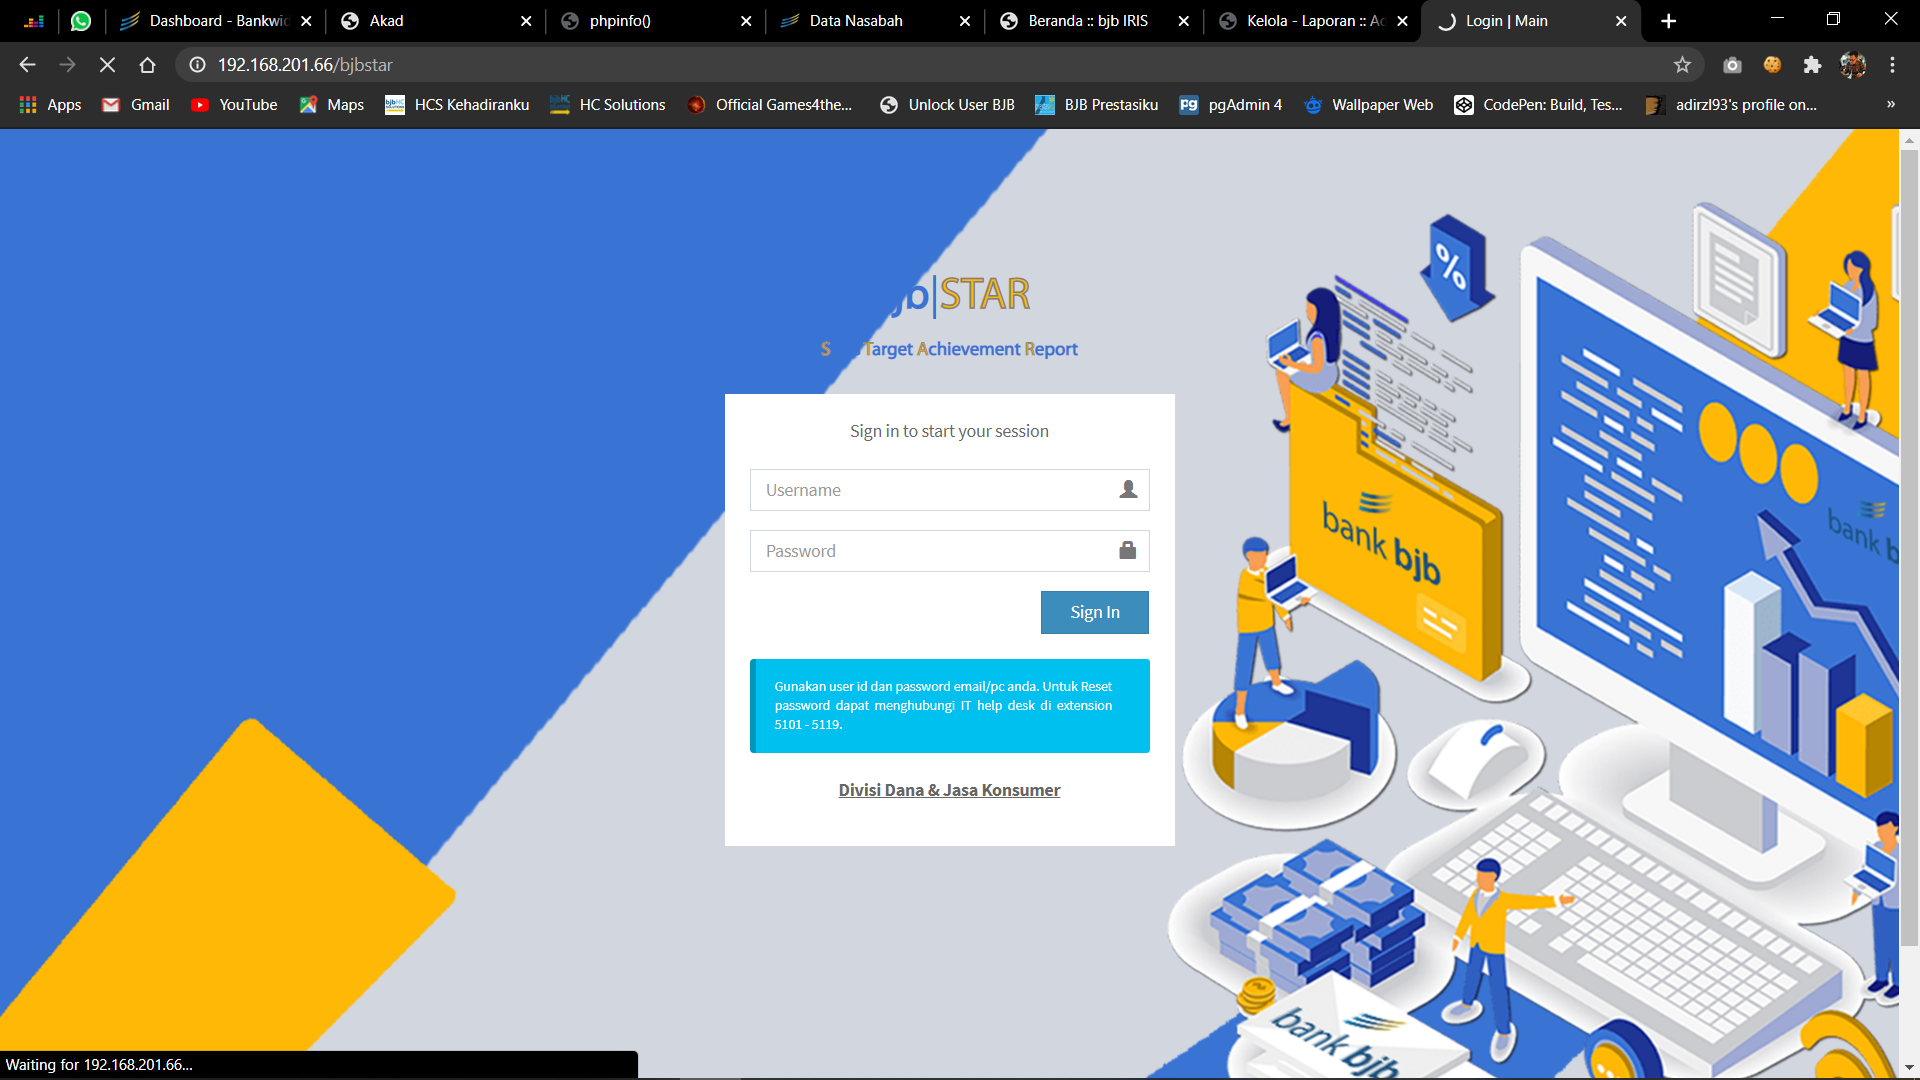 Dashboard - Bankwid
Akad
phpinfo()
Data Nasabah
Beranda :: bjb IRIS
Kelola - Laporan :: Ac
Login | Main
192.168.201.66/bjbstar
Apps
Gmail
YouTube
Maps
HCS Kehadiranku
HC Solutions
Official Games4the...
Unlock User BJB
BJB Prestasiku
pgAdmin 4
Wallpaper Web
CodePen: Build, Tes...
adirzl93's profile on...
»
jb|STAR
S Target Achievement Report
Sign in to start your session
Username
Password
Sign In
Gunakan user id dan password email/pc anda. Untuk Reset
password dapat menghubungi IT help desk di extension
5101 - 5119.
Divisi Dana & Jasa Konsumer
%
bank bjb
bank b
bank bjb
Waiting for 192.168.201.66...